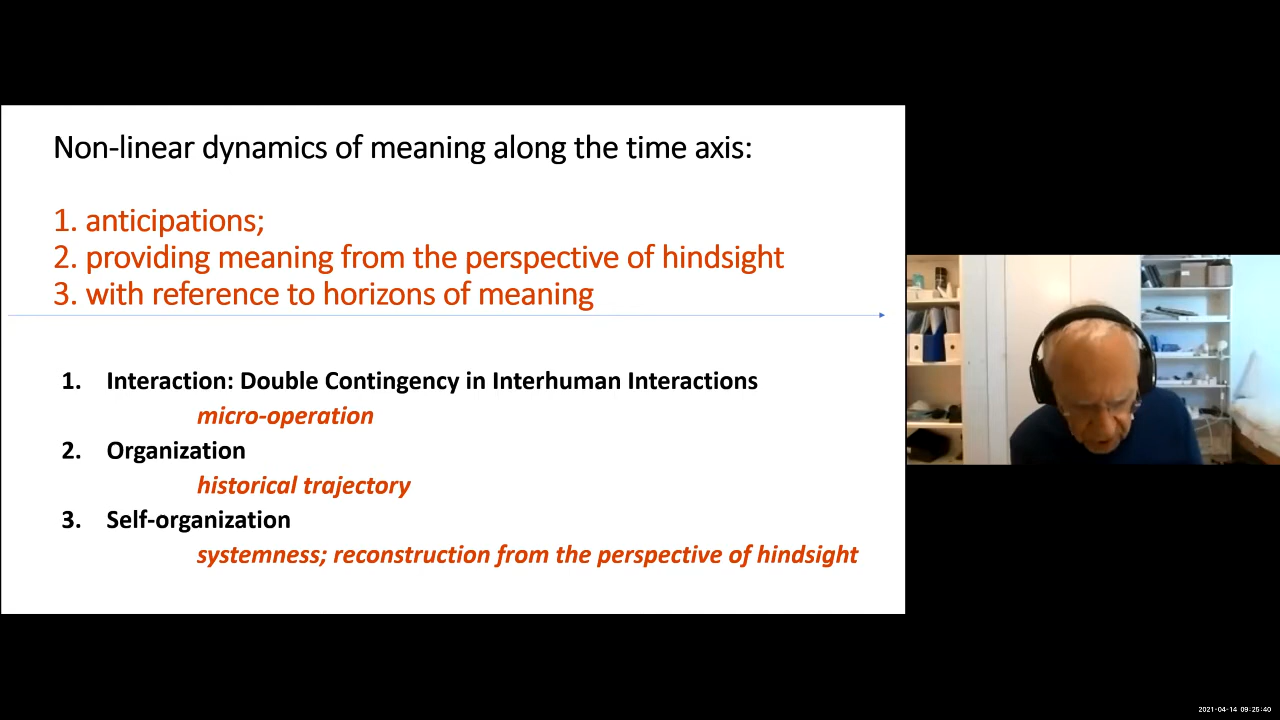 Non-linear dynamics of meaning along the time axis:
1. anticipations;
2. providing meaning from the perspective of hindsight
3. with reference to horizons of meaning
1. Interaction: Double Contingency in Interhuman Interactions
micro-operation
2. Organization
historical trajectory
3. Self-organization
systemness; reconstruction from the perspective of hindsight
2021-04-14 09:25:40